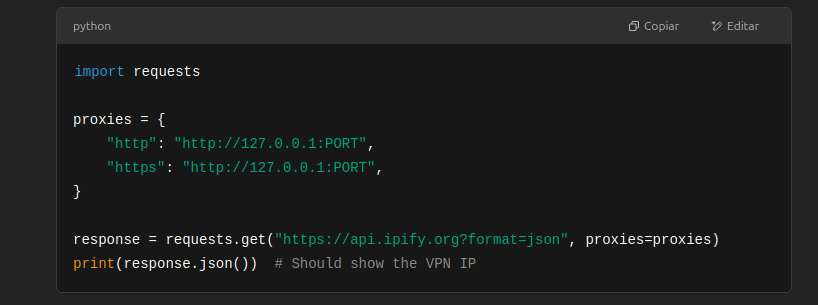 python Copiar Editar
import requests
proxies = {
    "http": "http://127.0.0.1:PORT",
    "https": "http://127.0.0.1:PORT",
}
response = requests.get("https://api.ipify.org?format=json", proxies=proxies)
print(response.json())  # Should show the VPN IP